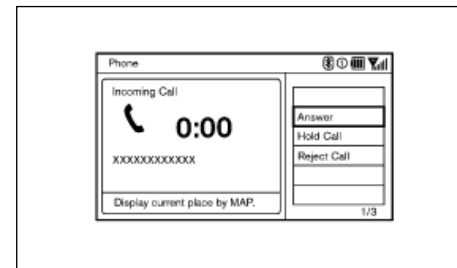 Phone
Incoming Call
0:00
XXXXXXXXXXXX
Display current place by MAP.
Answer
Hold Call
Reject Call
1/3